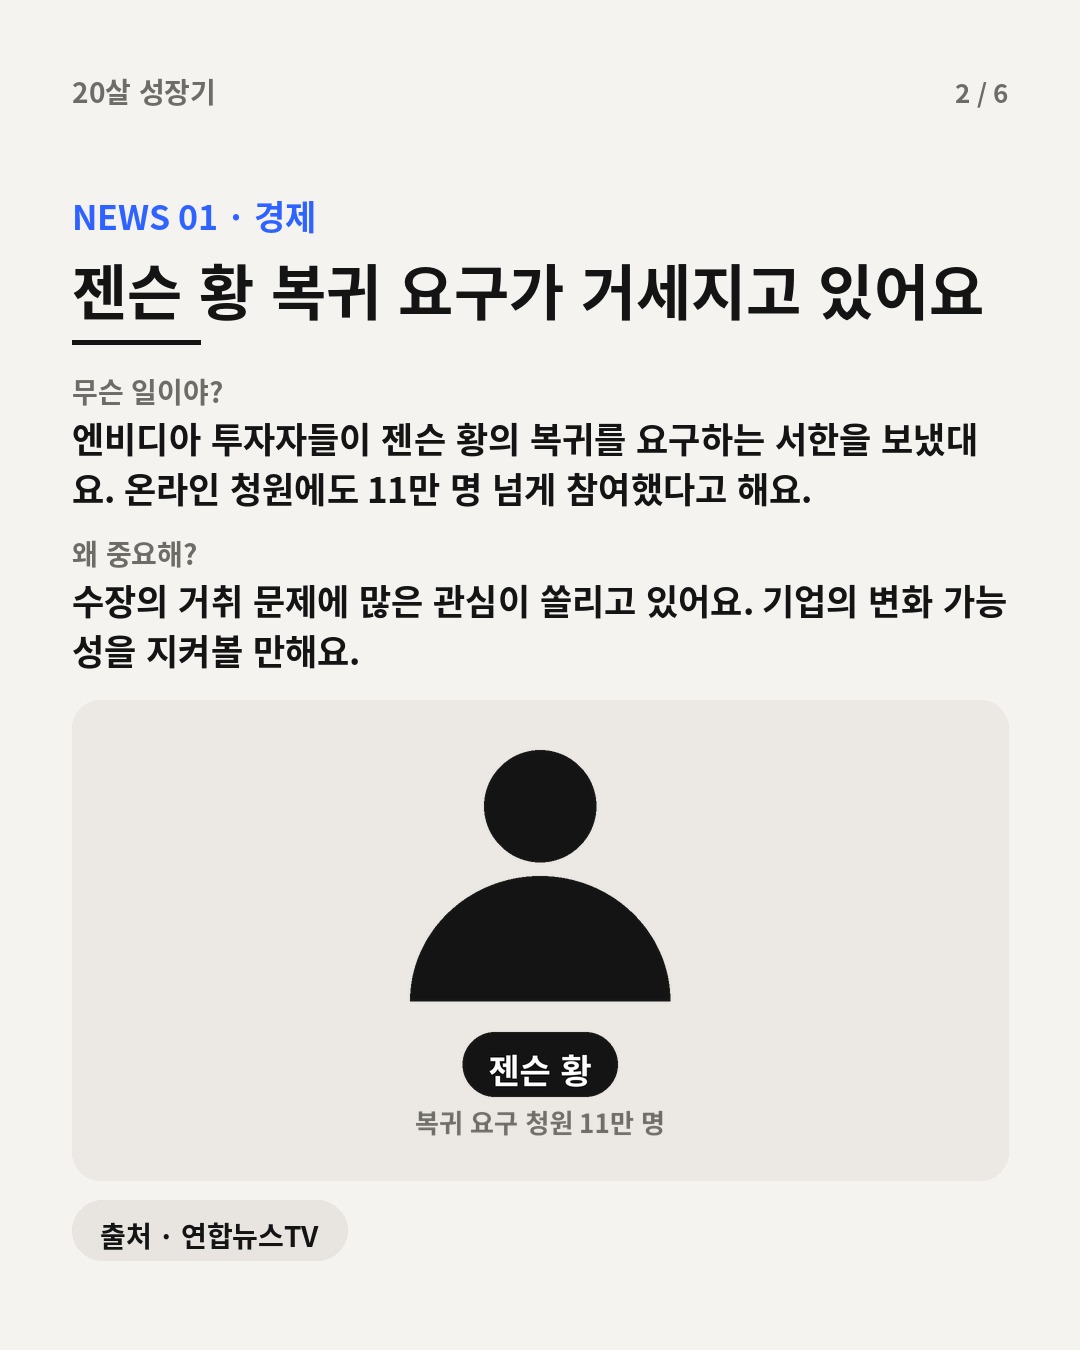 20살 성장기
2 / 6
NEWS 01 · 경제
젠슨 황 복귀 요구가 거세지고 있어요
무슨 일이야?
엔비디아 투자자들이 젠슨 황의 복귀를 요구하는 서한을 보냈대
요. 온라인 청원에도 11만 명 넘게 참여했다고 해요.
왜 중요해?
수장의 거취 문제에 많은 관심이 쏠리고 있어요. 기업의 변화 가능
성을 지켜볼 만해요.
젠슨 황
복귀 요구 청원 11만 명
출처 · 연합뉴스TV